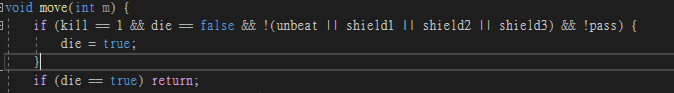 void move(int m) {
if (kill == 1 && die == false && !(unbeat || shield1 || shield2 || shield3) && !pass) {
die = true;
}
if (die == true) return;